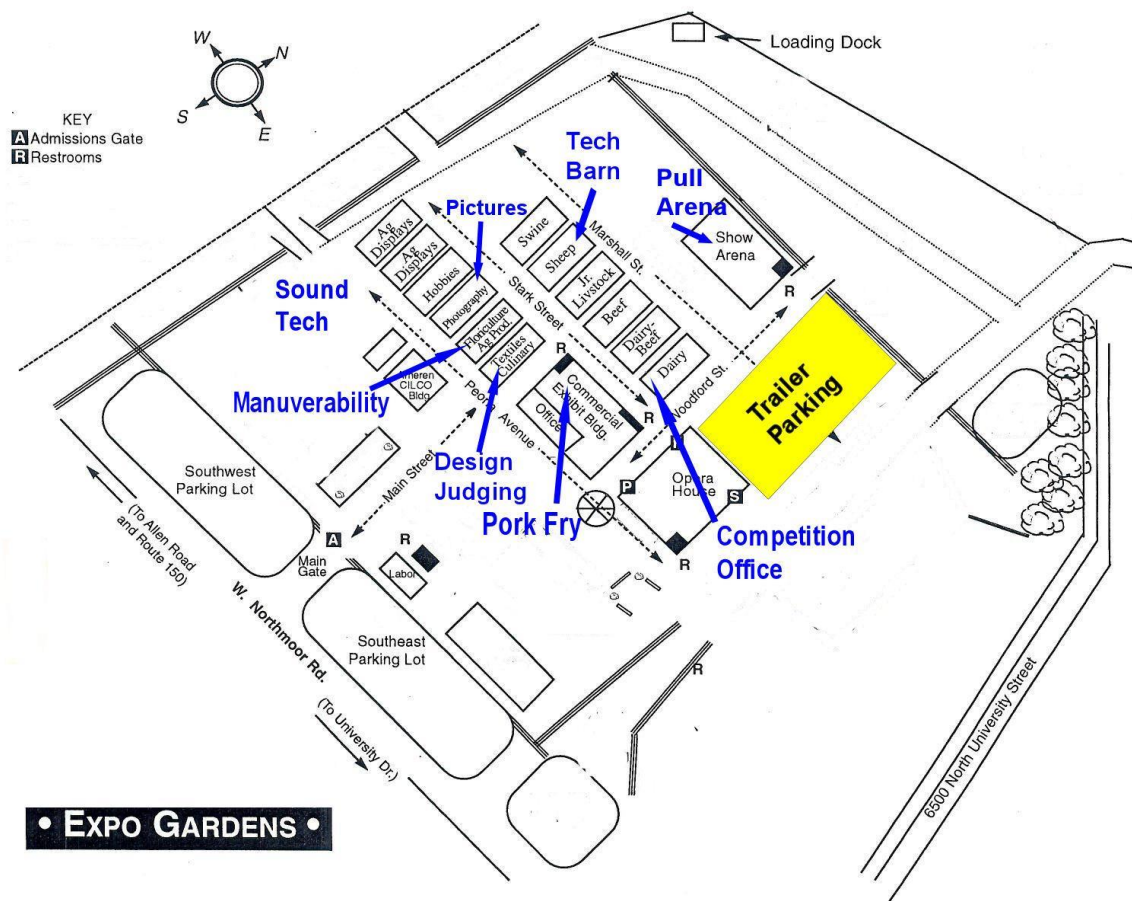 W
N
S
E
KEY
A Admissions Gate
R Restrooms
Loading Dock
Tech
Barn
Pull
Arena
Pictures
Sound
Tech
Manuverability
Design
Judging
Pork Fry
Competition
Office
Trailer
Parking
Ag
Displays
Ag
Displays
Hobbies
Photography
Floriculture
Ag Prod.
Textiles
Culinary
Swine
Sheep
Jr.
Livstock
Beef
Dairy-
Beef
Dairy
Show
Arena
R
Marshall St.
Stark Street
Woodford St.
Peoria Avenue
Main Street
Ameren
CILCO
Bldg
R
Commercial
Exhibit Bldg.
Office
R
Opera
House
P
S
R
Southwest
Parking Lot
(To Allen Road
and Route 150)
A
Main
Gate
R
Labor
Southeast
Parking Lot
W. Northmoor Rd.
(To University Dr.)
R
6500 North University Street
• EXPO GARDENS •